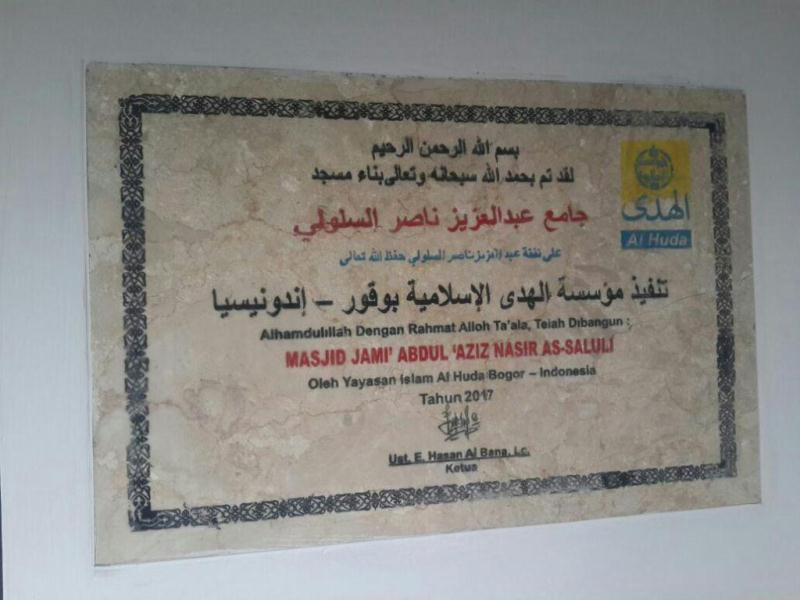 بسم الله الرحمن الرحيم
لقد تم بحمد الله سبحانه وتعالى بناء مسجد
جامع عبدالعزيز ناصر السلولي
على نفقة عبدالعزيز ناصر السلولي حفظ الله تعالى
تنفيذ مؤسسة الهدى الإسلامية بوقور – إندونيسيا
Alhamdulillah Dengan Rahmat Alloh Ta'ala, Telah Dibangun :
MASJID JAMI' ABDUL 'AZIZ NASIR AS-SALULI
Oleh Yayasan Islam Al Huda Bogor – Indonesia
Tahun 2017
Ust. E. Hasan Al Bana, Lc.
Ketua
الهدى
Al Huda